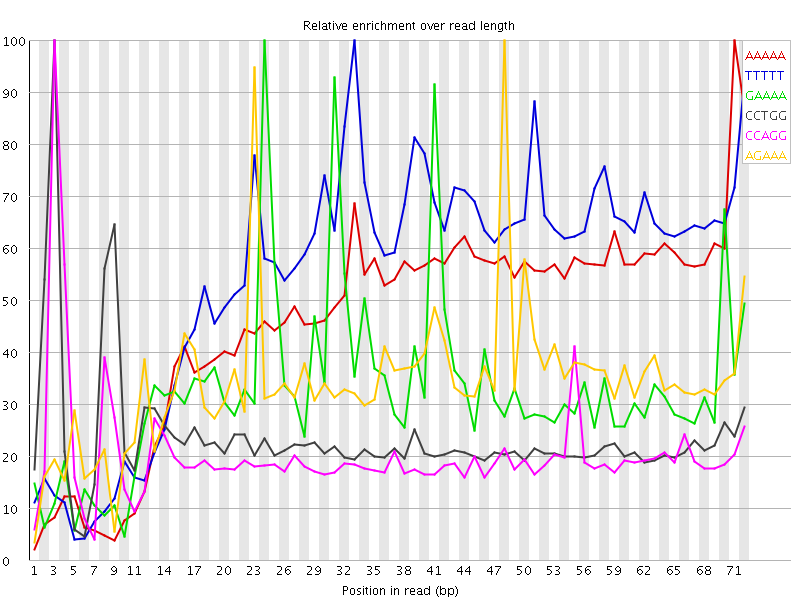 Relative enrichment over read length
100
90
80
70
60
50
40
30
20
10
0
AAAAA
TTTTT
GAAAA
CCTGG
CCAGG
AGAAA
1 3 5 7 9 11 14 17 20 23 26 29 32 35 38 41 44 47 50 53 56 59 62 65 68 71
Position in read (bp)